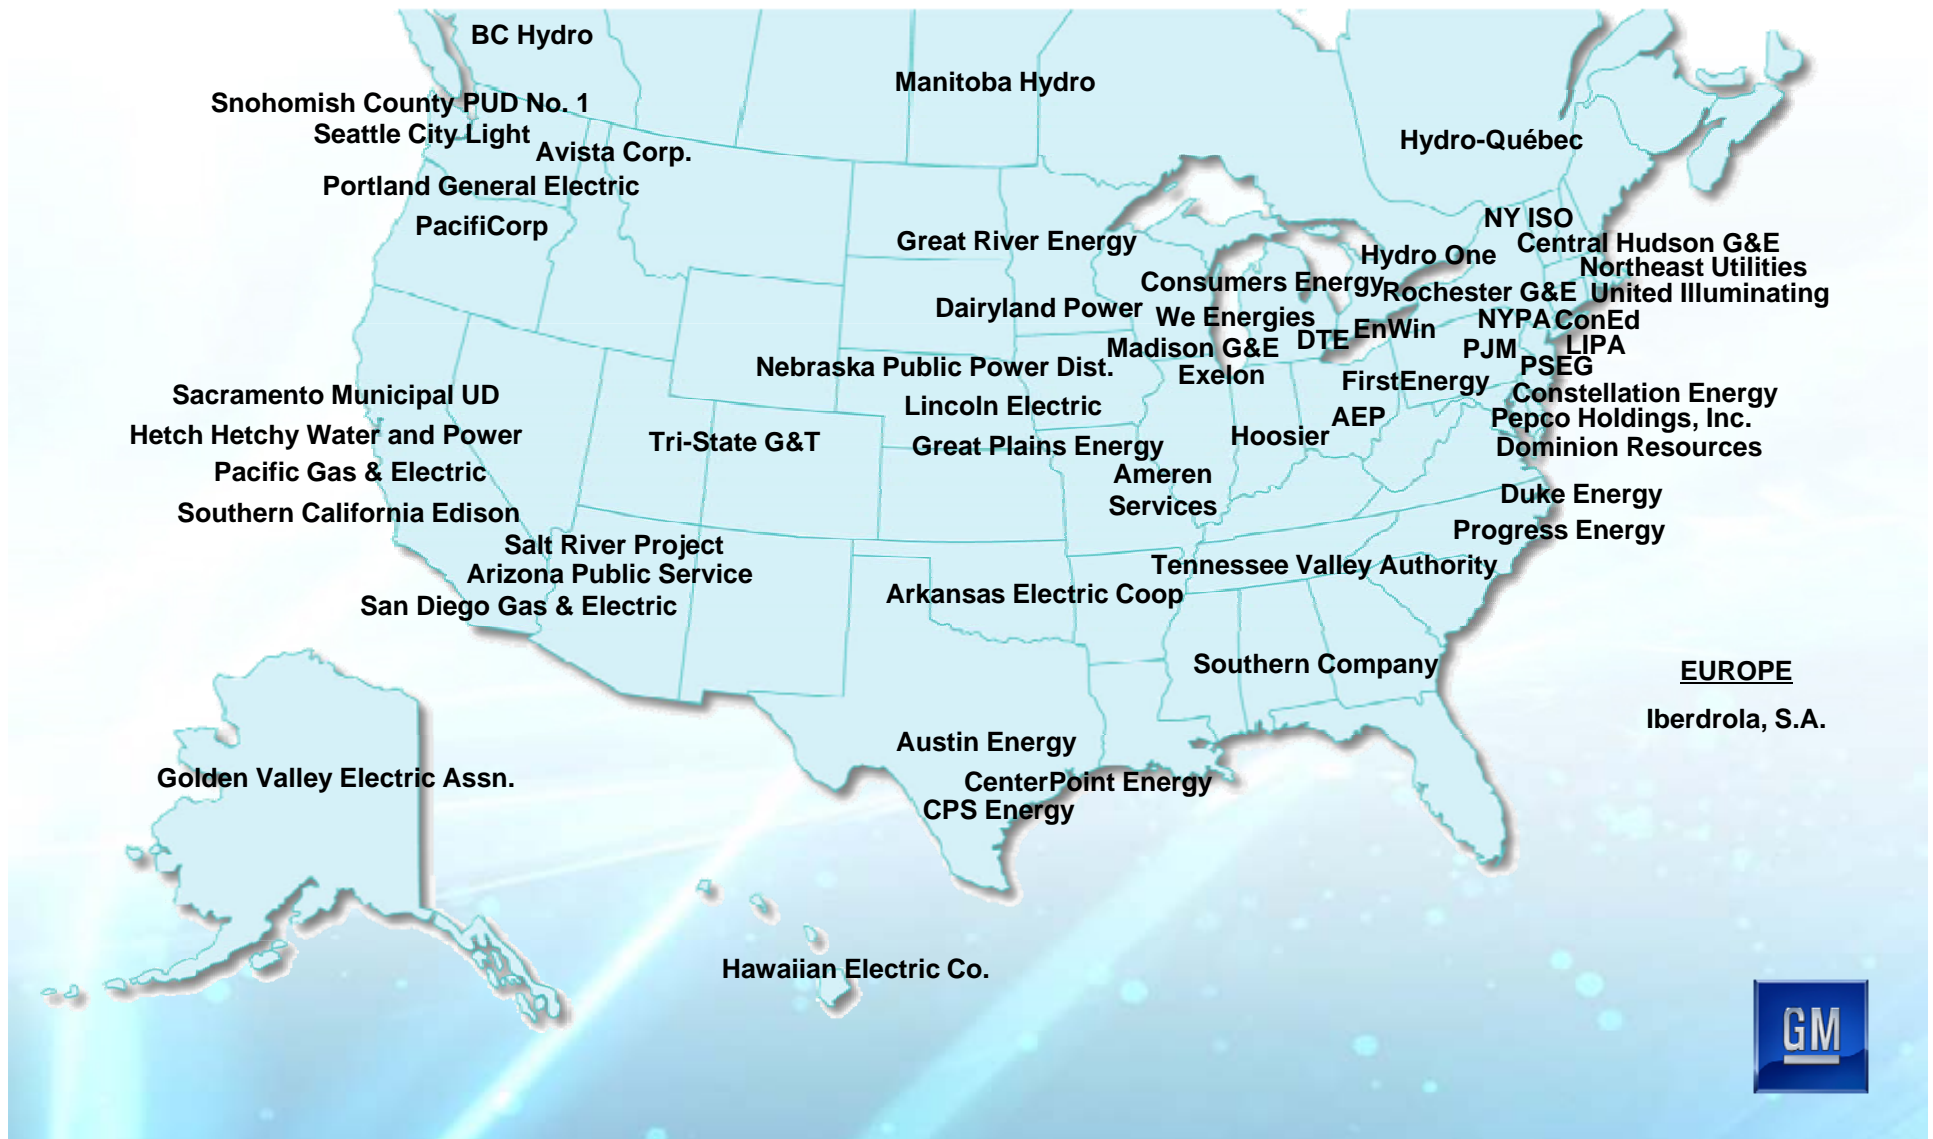 BC Hydro
Manitoba Hydro
Snohomish County PUD No. 1
Seattle City Light
Avista Corp.
Hydro-Québec
Portland General Electric
PacifiCorp
NY ISO
Great River Energy
Central Hudson G&E
Hydro One
Northeast Utilities
Consumers Energy
Rochester G&E
United Illuminating
Dairyland Power
We Energies
NYPA
ConEd
DTE
EnWin
Madison G&E
PJM
LIPA
Nebraska Public Power Dist.
Exelon
PSEG
FirstEnergy
Sacramento Municipal UD
Constellation Energy
Lincoln Electric
AEP
Pepco Holdings, Inc.
Hetch Hetchy Water and Power
Tri-State G&T
Hoosier
Great Plains Energy
Dominion Resources
Pacific Gas & Electric
Ameren
Services
Duke Energy
Southern California Edison
Progress Energy
Salt River Project
Arizona Public Service
Tennessee Valley Authority
San Diego Gas & Electric
Arkansas Electric Coop
Southern Company
EUROPE
Iberdrola, S.A.
Austin Energy
Golden Valley Electric Assn.
CenterPoint Energy
CPS Energy
Hawaiian Electric Co.
GM